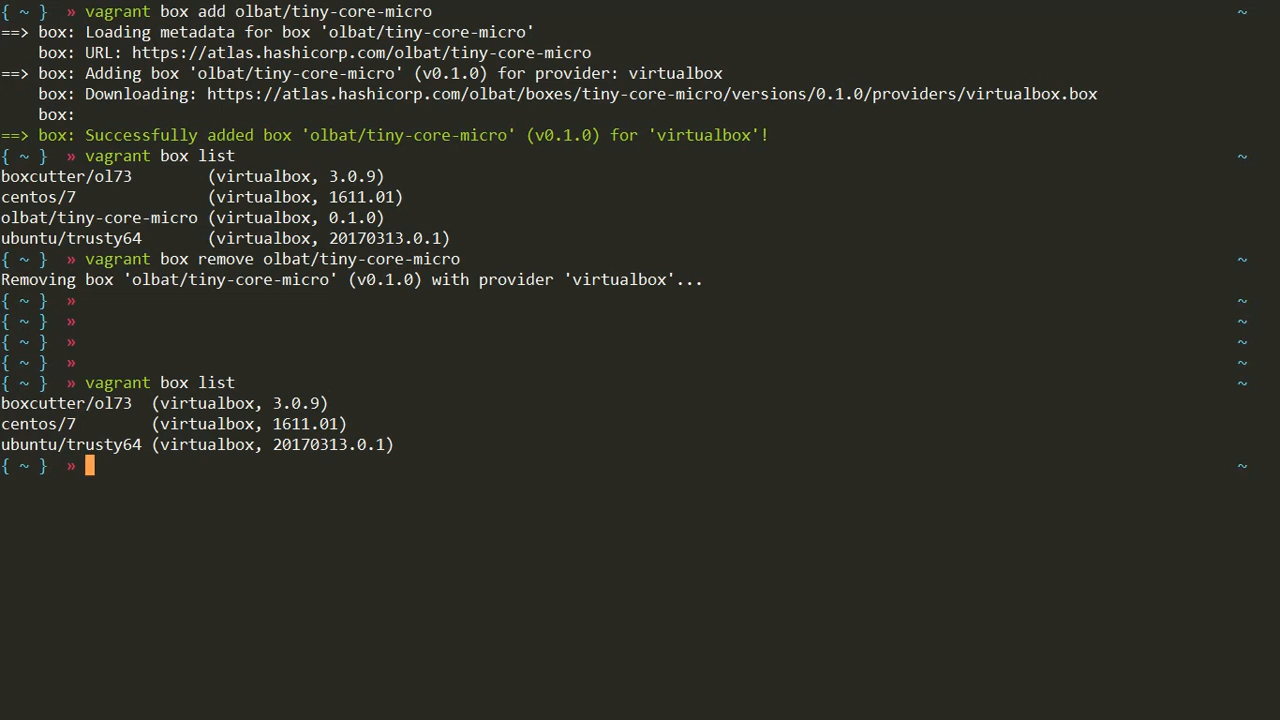 { ~ }  » vagrant box add olbat/tiny-core-micro ~
==> box: Loading metadata for box 'olbat/tiny-core-micro'
    box: URL: https://atlas.hashicorp.com/olbat/tiny-core-micro
==> box: Adding box 'olbat/tiny-core-micro' (v0.1.0) for provider: virtualbox
    box: Downloading: https://atlas.hashicorp.com/olbat/boxes/tiny-core-micro/versions/0.1.0/providers/virtualbox.box
    box:
==> box: Successfully added box 'olbat/tiny-core-micro' (v0.1.0) for 'virtualbox'!
{ ~ }  » vagrant box list ~
boxcutter/ol73        (virtualbox, 3.0.9)
centos/7              (virtualbox, 1611.01)
olbat/tiny-core-micro (virtualbox, 0.1.0)
ubuntu/trusty64       (virtualbox, 20170313.0.1)
{ ~ }  » vagrant box remove olbat/tiny-core-micro ~
Removing box 'olbat/tiny-core-micro' (v0.1.0) with provider 'virtualbox'...
{ ~ }  » ~
{ ~ }  » ~
{ ~ }  » ~
{ ~ }  » ~
{ ~ }  » vagrant box list ~
boxcutter/ol73  (virtualbox, 3.0.9)
centos/7        (virtualbox, 1611.01)
ubuntu/trusty64 (virtualbox, 20170313.0.1)
{ ~ }  » ~